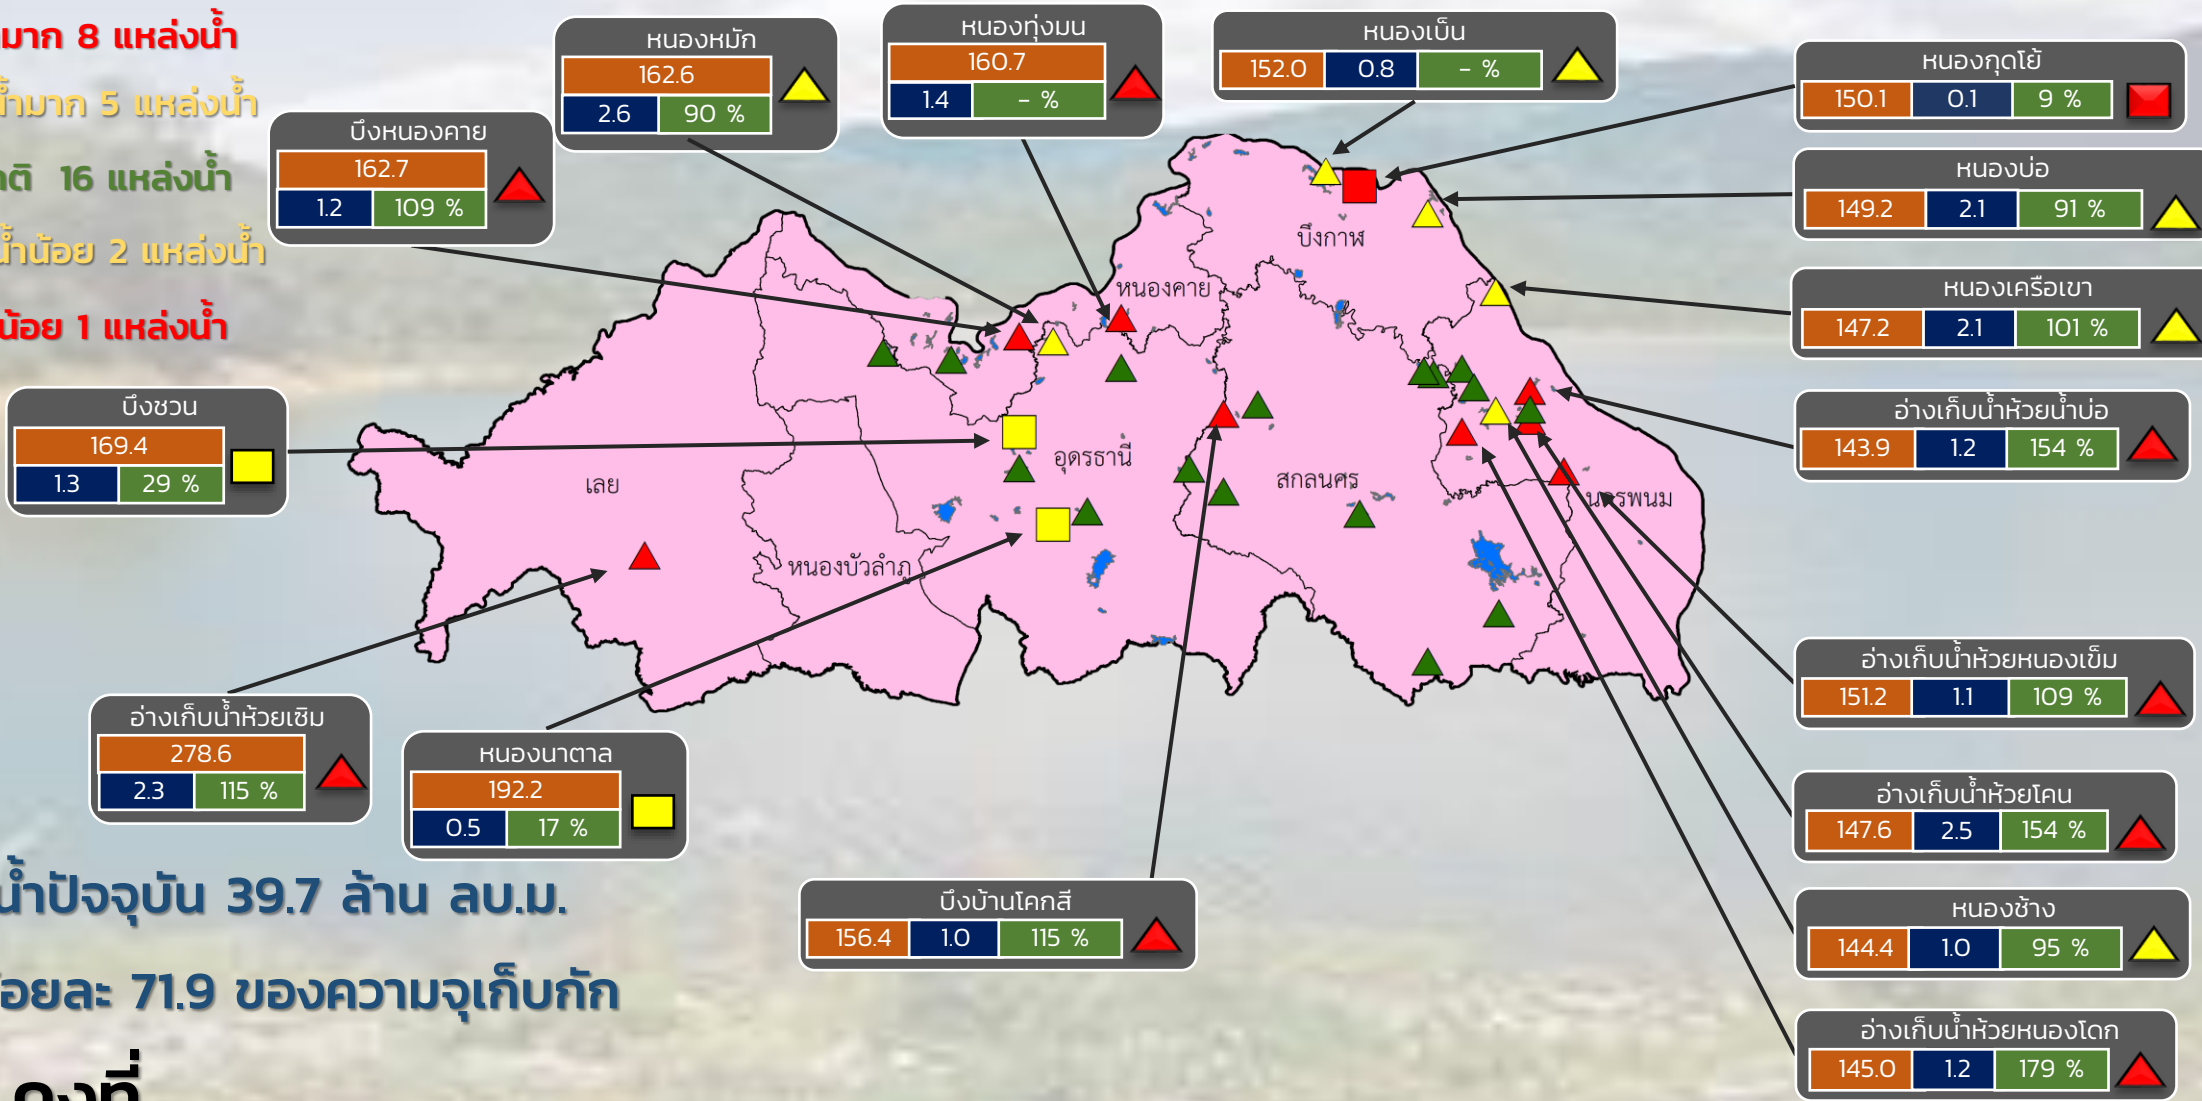 มาก 8 แหล่งน้ำ
น้ำมาก 5 แหล่งน้ำ
16 แหล่งน้ำ
น้ำน้อย 2 แหล่งน้ำ
น้อย 1 แหล่งน้ำ
หนองหมัก
162.6
2.6 90 %
หนองทุ่งมน
160.7
1.4 - %
หนองเบ็น
152.0 0.8 - %
หนองกุดโย้
150.1 0.1 9 %
บึงหนองคาย
162.7
1.2 109 %
หนองบ่อ
149.2 2.1 91 %
หนองเครือเขา
147.2 2.1 101 %
บึงชวน
169.4
1.3 29 %
อ่างเก็บน้ำห้วยน้ำบ่อ
143.9 1.2 154 %
บึงกาฬ
หนองคาย
อุดรธานี
เลย
สกลนคร
นครพนม
หนองบัวลำภู
อ่างเก็บน้ำห้วยหนองเข็ม
151.2 1.1 109 %
อ่างเก็บน้ำห้วยเซิม
278.6
2.3 115 %
หนองนาตาล
192.2
0.5 17 %
อ่างเก็บน้ำห้วยโคน
147.6 2.5 154 %
บึงบ้านโคกสี
156.4 1.0 115 %
หนองช้าง
144.4 1.0 95 %
อ่างเก็บน้ำห้วยหนองโดก
145.0 1.2 179 %
น้ำปัจจุบัน 39.7 ล้าน ลบ.ม.
71.9 ของความจุเก็บกัก